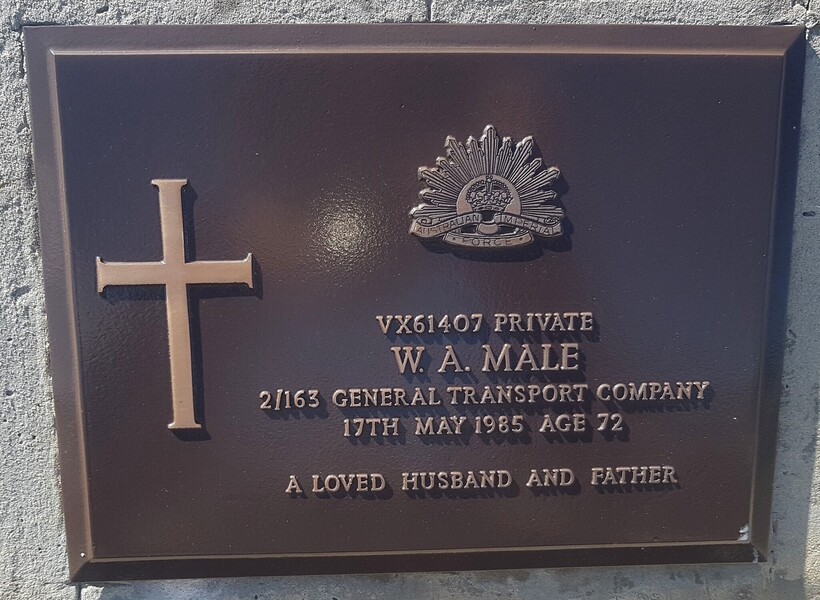 AUSTRALIAN IMPERIAL
FORCE
VX61407 PRIVATE
W. A. MALE
2/163 GENERAL TRANSPORT COMPANY
17TH MAY 1985 AGE 72
A LOVED HUSBAND AND FATHER